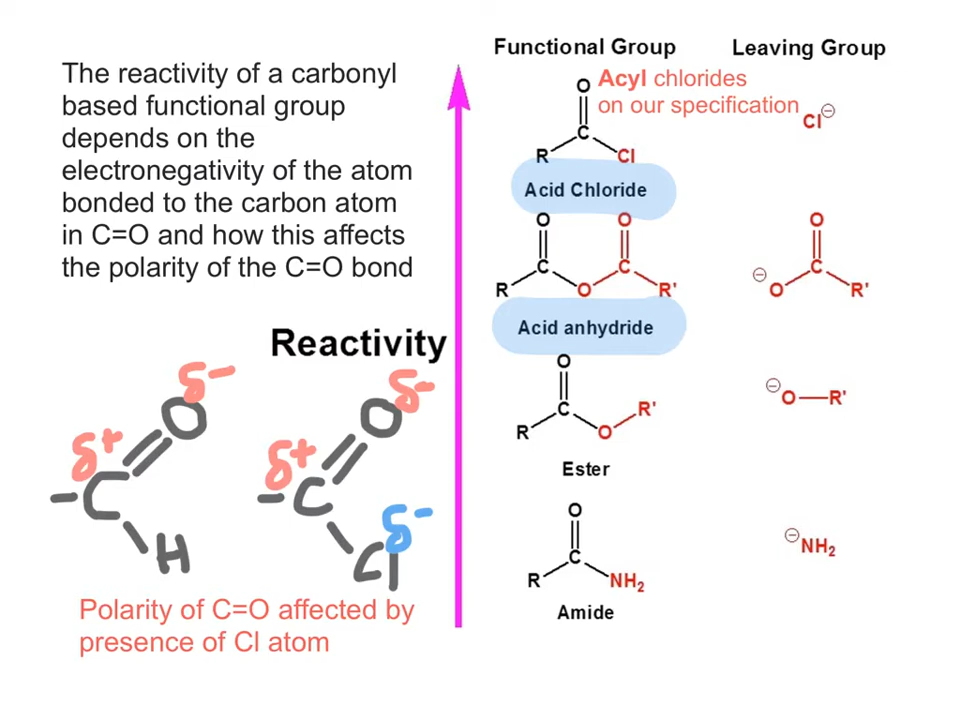 The reactivity of a carbonyl
based functional group
depends on the
electronegativity of the atom
bonded to the carbon atom
in C=O and how this affects
the polarity of the C=O bond
Reactivity
δ- δ-
O O
δ+ δ+
-C -C
δ-
H Cl
Polarity of C=O affected by
presence of Cl atom
Functional Group Leaving Group
O Acyl chlorides
on our specification
C Cl⊖
R Cl
Acid Chloride
O O O
C C ⊖ C
R O R' O R'
Acid anhydride
O
C R' ⊖O—R'
R O
Ester
O
C ⊖NH₂
R NH₂
Amide